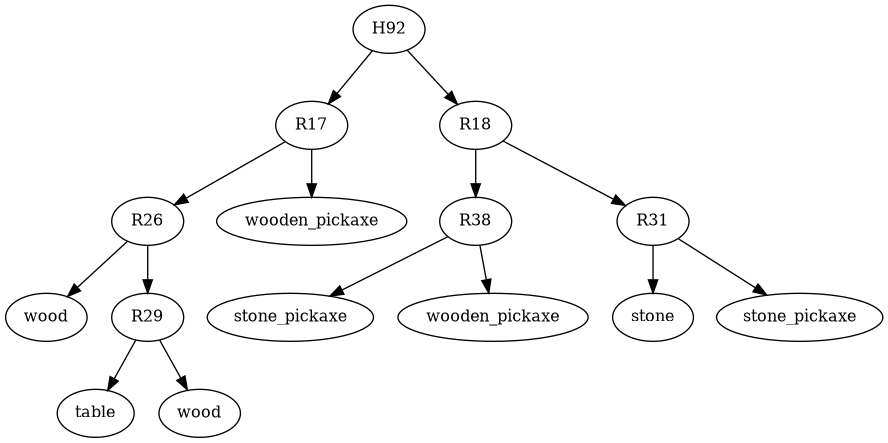 H92
R17
R18
R26
wooden_pickaxe
R38
R31
wood
R29
stone_pickaxe
wooden_pickaxe
stone
stone_pickaxe
table
wood